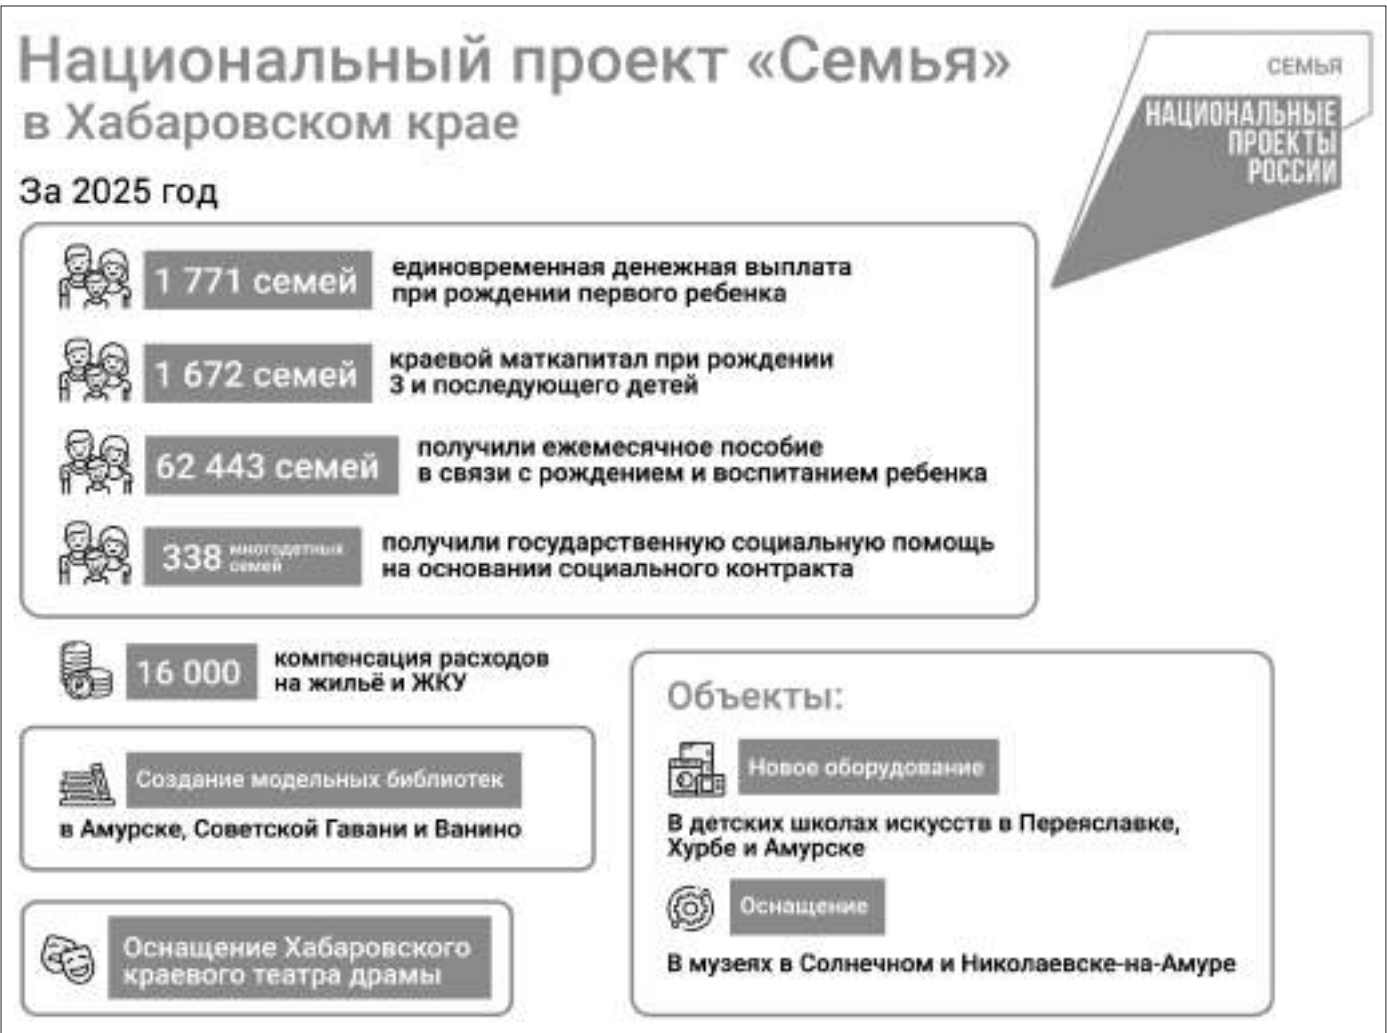 Национальный проект «Семья»
в Хабаровском крае
СЕМЬЯ
НАЦИОНАЛЬНЫЕ
ПРОЕКТЫ
РОССИИ
За 2025 год
1 771 семей
единовременная денежная выплата
при рождении первого ребенка
1 672 семей
краевой маткапитал при рождении
3 и последующего детей
62 443 семей
получили ежемесячное пособие
в связи с рождением и воспитанием ребенка
338 многодетных
семей
получили государственную социальную помощь
на основании социального контракта
16 000
компенсация расходов
на жильё и ЖКУ
Создание модельных библиотек
в Амурске, Советской Гавани и Ванино
Оснащение Хабаровского
краевого театра драмы
Объекты:
Новое оборудование
В детских школах искусств в Переяславке,
Хурбе и Амурске
Оснащение
В музеях в Солнечном и Николаевске-на-Амуре